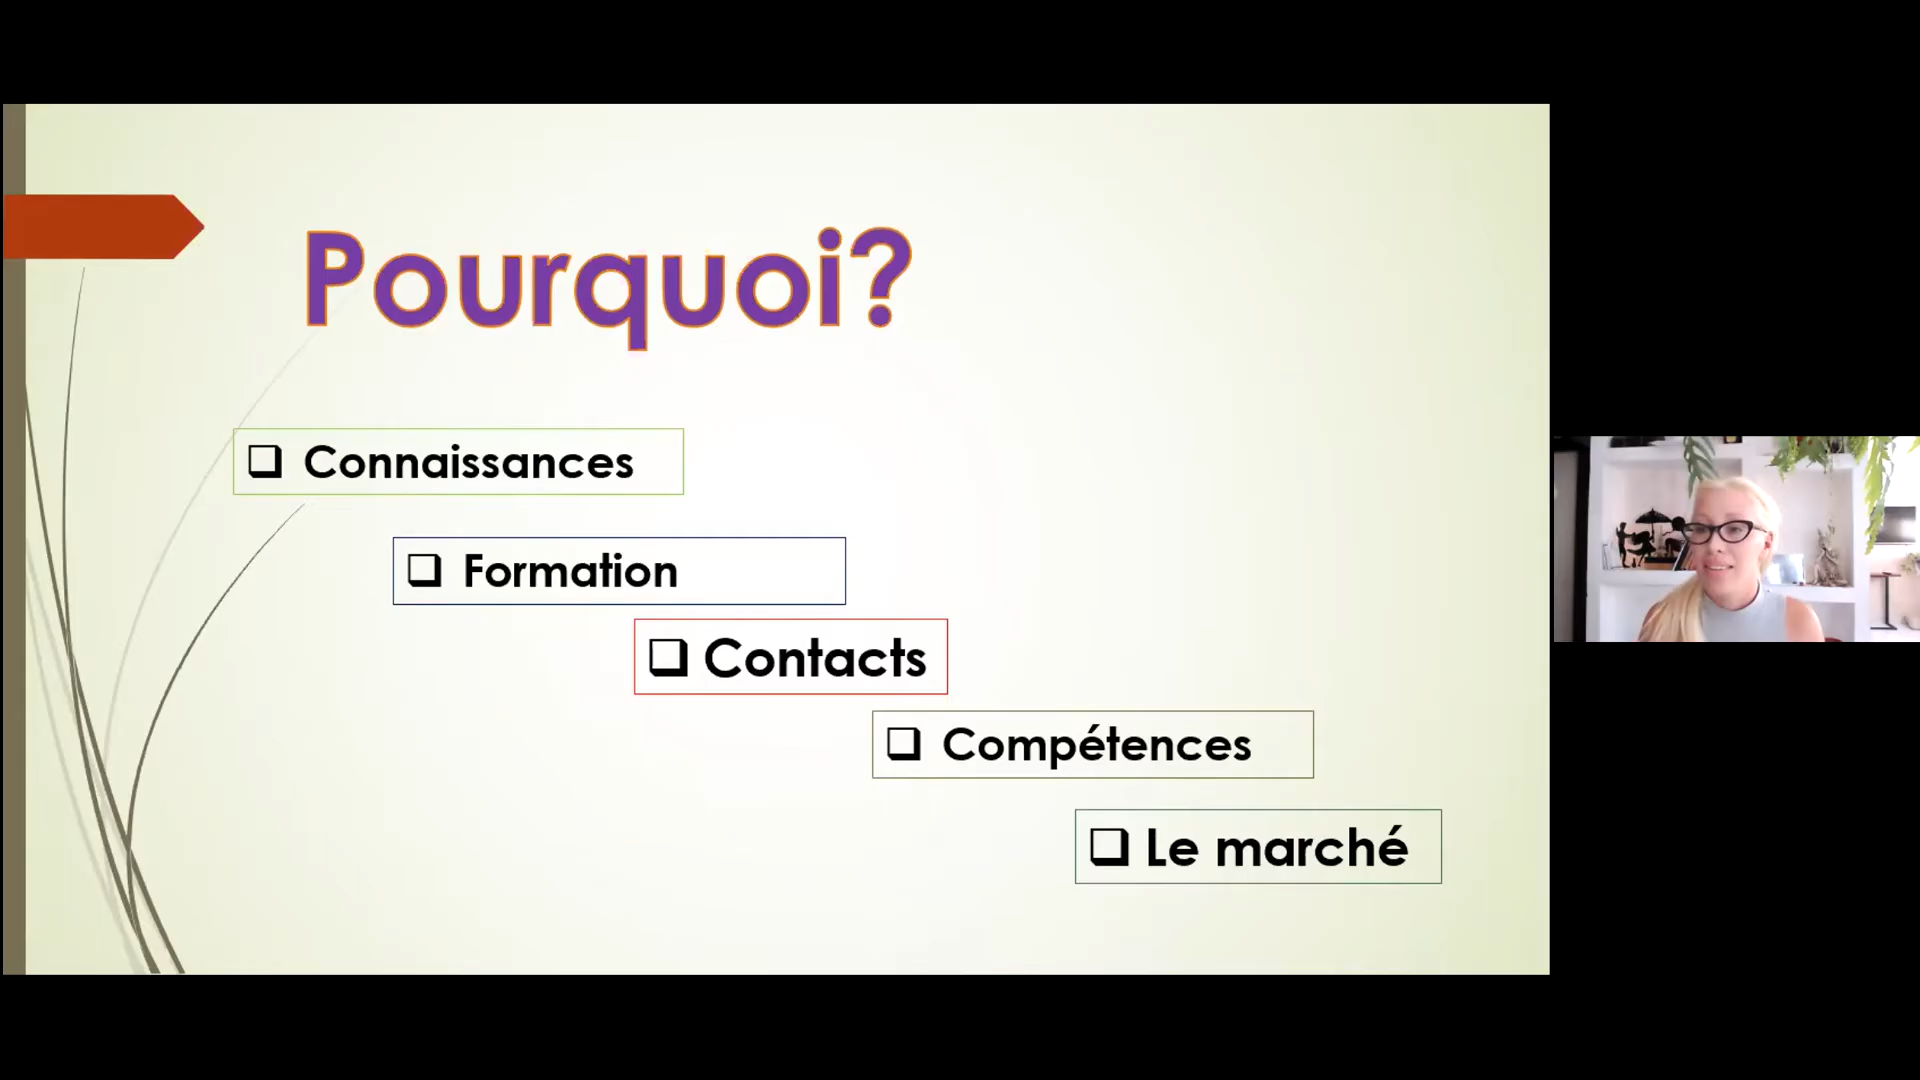 Pourquoi?
Connaissances
Formation
Contacts
Compétences
Le marché